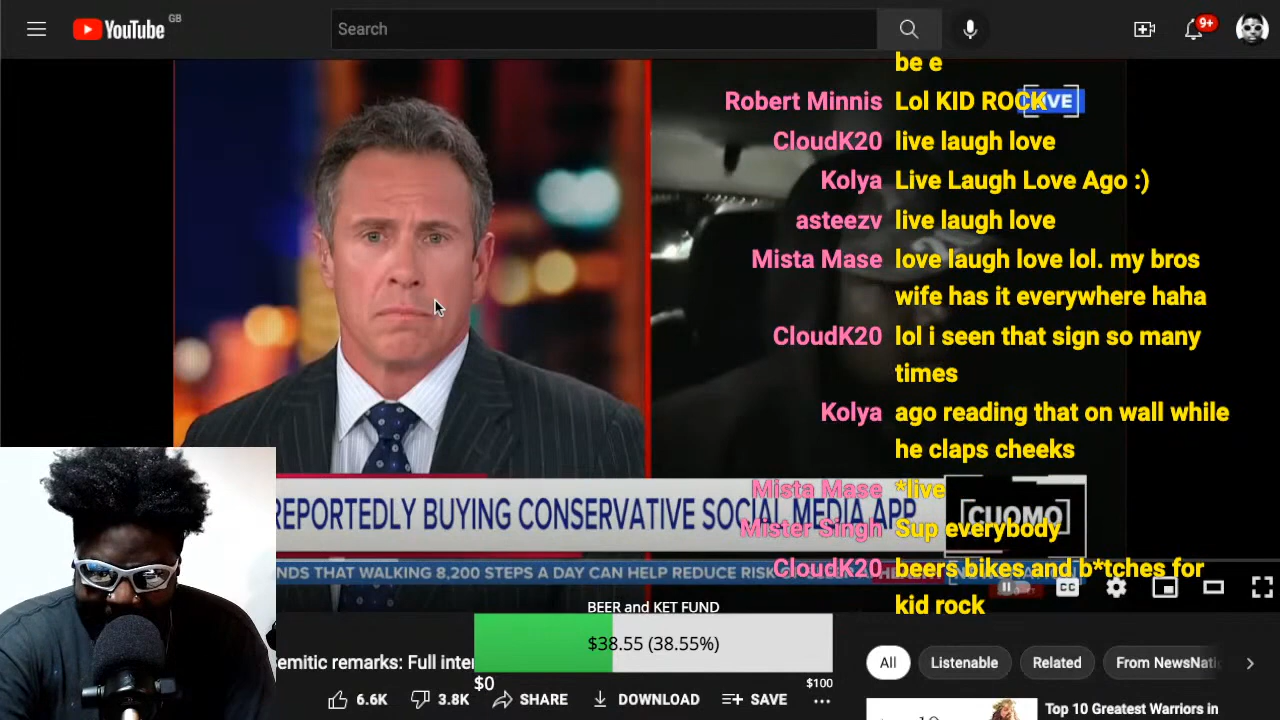 YouTube
GB
Search
9+
be e
Robert Minnis Lol KID ROCK
LIVE
CloudK20 live laugh love
Kolya Live Laugh Love Ago :)
asteezv live laugh love
Mista Mase love laugh love lol. my bros
wife has it everywhere haha
CloudK20 lol i seen that sign so many
times
Kolya ago reading that on wall while
he claps cheeks
Mista Mase *live
REPORTEDLY BUYING CONSERVATIVE SOCIAL MEDIA APP
CUOMO
Mister Singh Sup everybody
CloudK20 beers bikes and b*tches for
kid rock
NDS THAT WALKING 8,200 STEPS A DAY CAN HELP REDUCE RISK OF
CC
BEER and KET FUND
$38.55 (38.55%)
$0
$100
emitic remarks: Full inter
6.6K
3.8K
SHARE
DOWNLOAD
SAVE
All
Listenable
Related
From NewsNati
Top 10 Greatest Warriors in